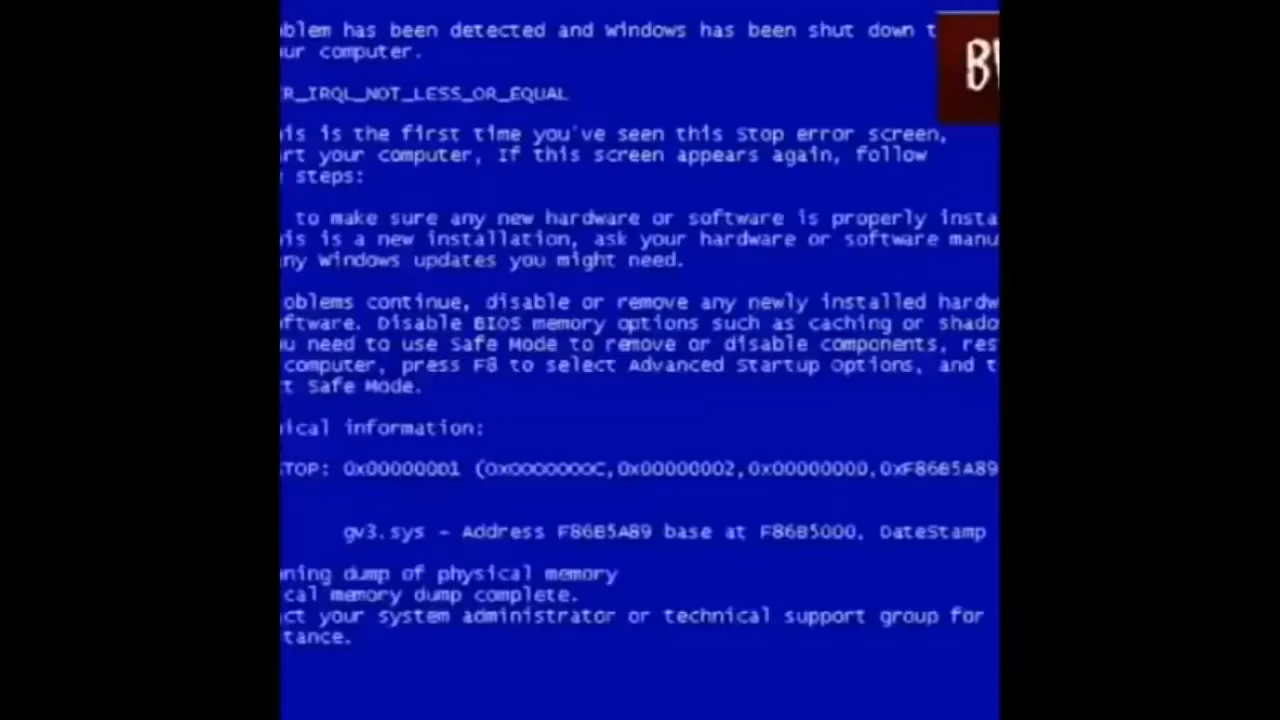 oblem has been detected and Windows has been shut down t
ur computer.
R_IRQL_NOT_LESS_OR_EQUAL
is is the first time you've seen this Stop error screen,
rt your computer, If this screen appears again, follow
steps:
to make sure any new hardware or software is properly insta
is is a new installation, ask your hardware or software manu
ny Windows updates you might need.
oblems continue, disable or remove any newly installed hardw
ftware. Disable BIOS memory options such as caching or shado
u need to use Safe Mode to remove or disable components, res
computer, press F8 to select Advanced Startup Options, and t
t Safe Mode.
ical information:
STOP: 0x000000D1 (0x0000000C,0x00000002,0x00000000,0xF86B5A89
gv3.sys - Address F86B5A89 base at F86B5000, DateStamp
ning dump of physical memory
cal memory dump complete.
ct your system administrator or technical support group for
tance.